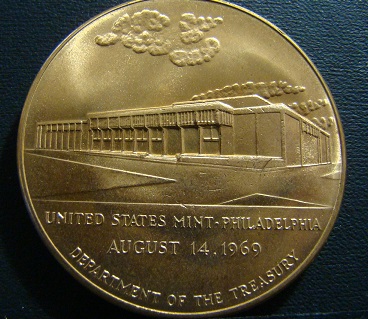 UNITED STATES MINT-PHILADELPHIA
AUGUST 14, 1969
DEPARTMENT OF THE TREASURY